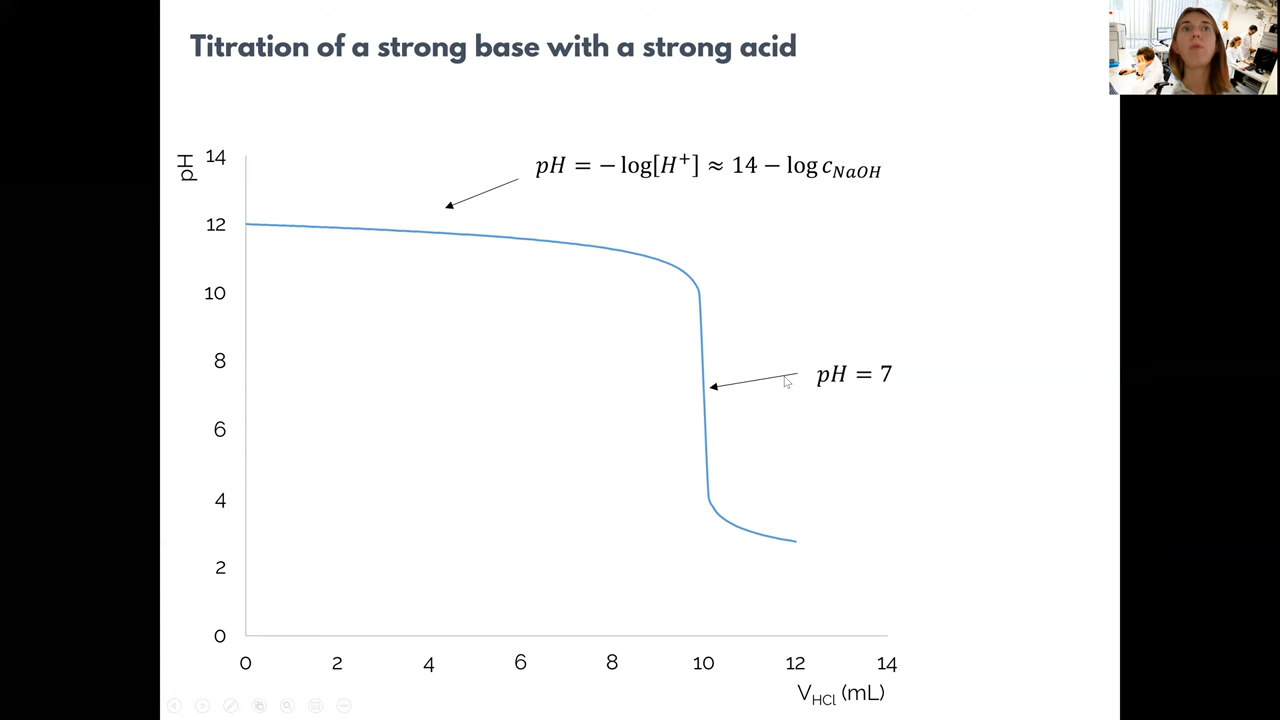 Titration of a strong base with a strong acid
pH
14
12
10
8
6
4
2
0
pH = − log[H⁺] ≈ 14 − log c_NaOH
pH = 7
0 2 4 6 8 10 12 14
V_HCl (mL)